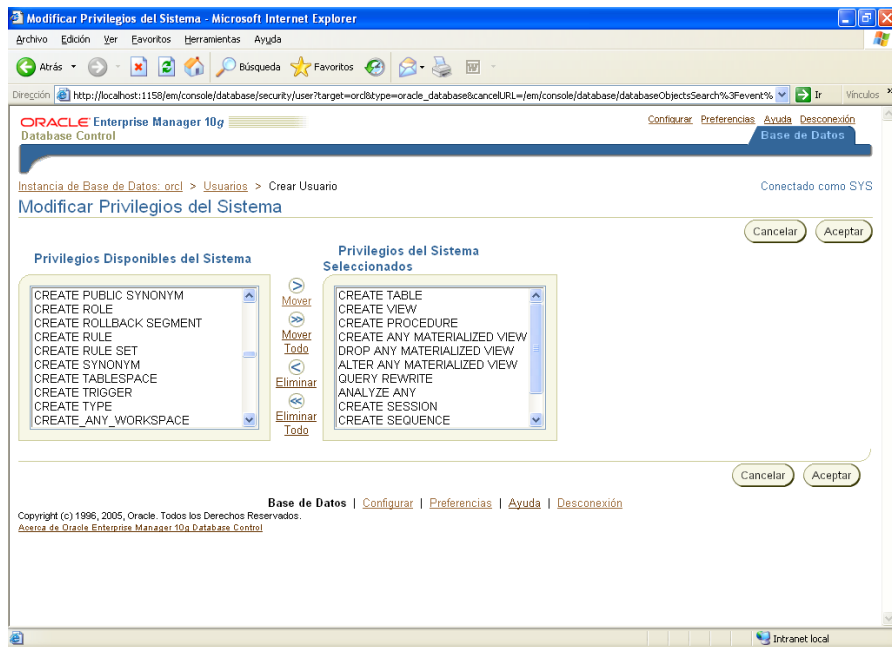 Modificar Privilegios del Sistema - Microsoft Internet Explorer
Archivo Edición Ver Favoritos Herramientas Ayuda
Atrás Búsqueda Favoritos
Dirección http://localhost:1158/em/console/database/security/user?target=orcl&type=oracle_database&cancelURL=/em/console/database/databaseObjectsSearch%3Fevent% Ir Vínculos »
ORACLE Enterprise Manager 10g
Database Control
Configurar Preferencias Ayuda Desconexión
Base de Datos
Instancia de Base de Datos: orcl > Usuarios > Crear Usuario
Conectado como SYS
Modificar Privilegios del Sistema
Cancelar Aceptar
Privilegios Disponibles del Sistema
CREATE PUBLIC SYNONYM
CREATE ROLE
CREATE ROLLBACK SEGMENT
CREATE RULE
CREATE RULE SET
CREATE SYNONYM
CREATE TABLESPACE
CREATE TRIGGER
CREATE TYPE
CREATE_ANY_WORKSPACE
Mover
Mover
Todo
Eliminar
Eliminar
Todo
Privilegios del Sistema
Seleccionados
CREATE TABLE
CREATE VIEW
CREATE PROCEDURE
CREATE ANY MATERIALIZED VIEW
DROP ANY MATERIALIZED VIEW
ALTER ANY MATERIALIZED VIEW
QUERY REWRITE
ANALYZE ANY
CREATE SESSION
CREATE SEQUENCE
Cancelar Aceptar
Base de Datos | Configurar | Preferencias | Ayuda | Desconexión
Copyright (c) 1996, 2005, Oracle. Todos los Derechos Reservados.
Acerca de Oracle Enterprise Manager 10g Database Control
Intranet local